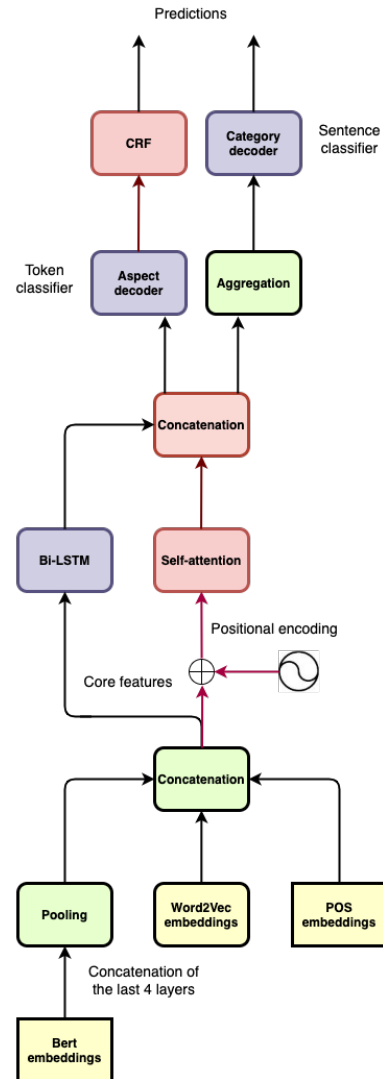 Predictions
CRF
Category
decoder
Sentence
classifier
Token
classifier
Aspect
decoder
Aggregation
Concatenation
Bi-LSTM
Self-attention
Positional encoding
Core features
Concatenation
Pooling
Word2Vec
embeddings
POS
embeddings
Concatenation of
the last 4 layers
Bert
embeddings